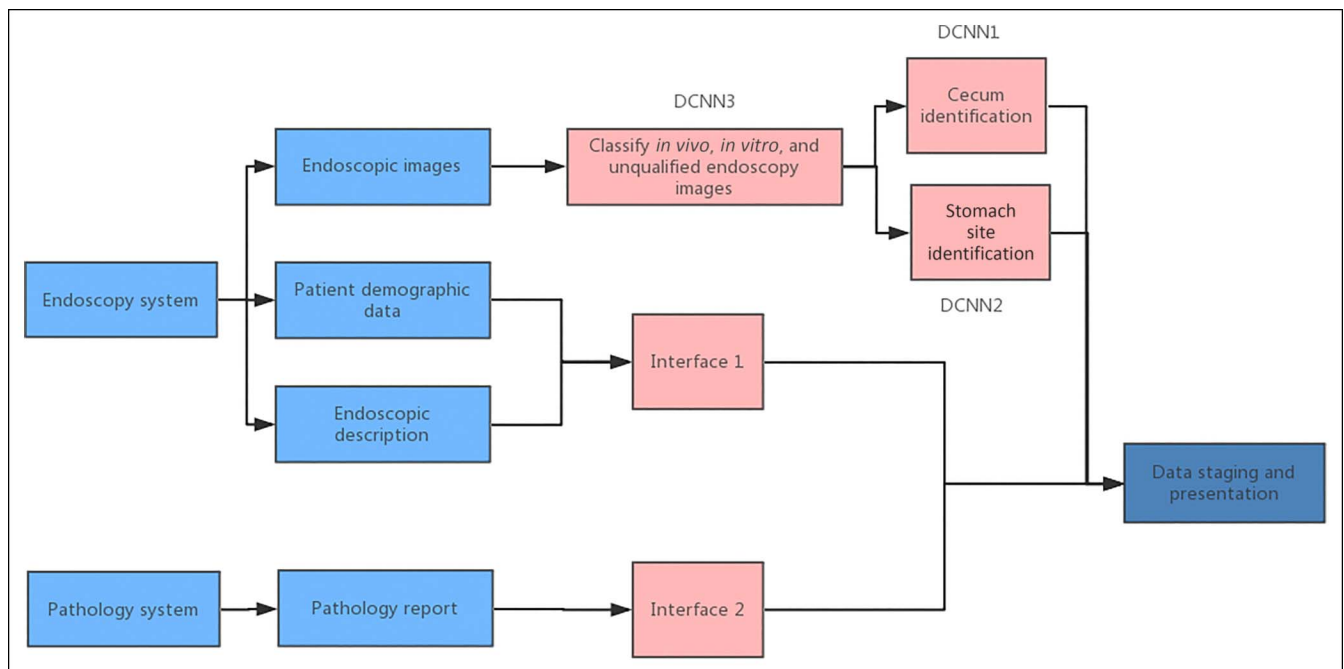 DCNN1
Cecum
identification
DCNN3
Endoscopic images
Classify in vivo, in vitro, and
unqualified endoscopy
images
Stomach
site
identification
DCNN2
Endoscopy system
Patient demographic
data
Interface 1
Endoscopic
description
Data staging and
presentation
Pathology system
Pathology report
Interface 2